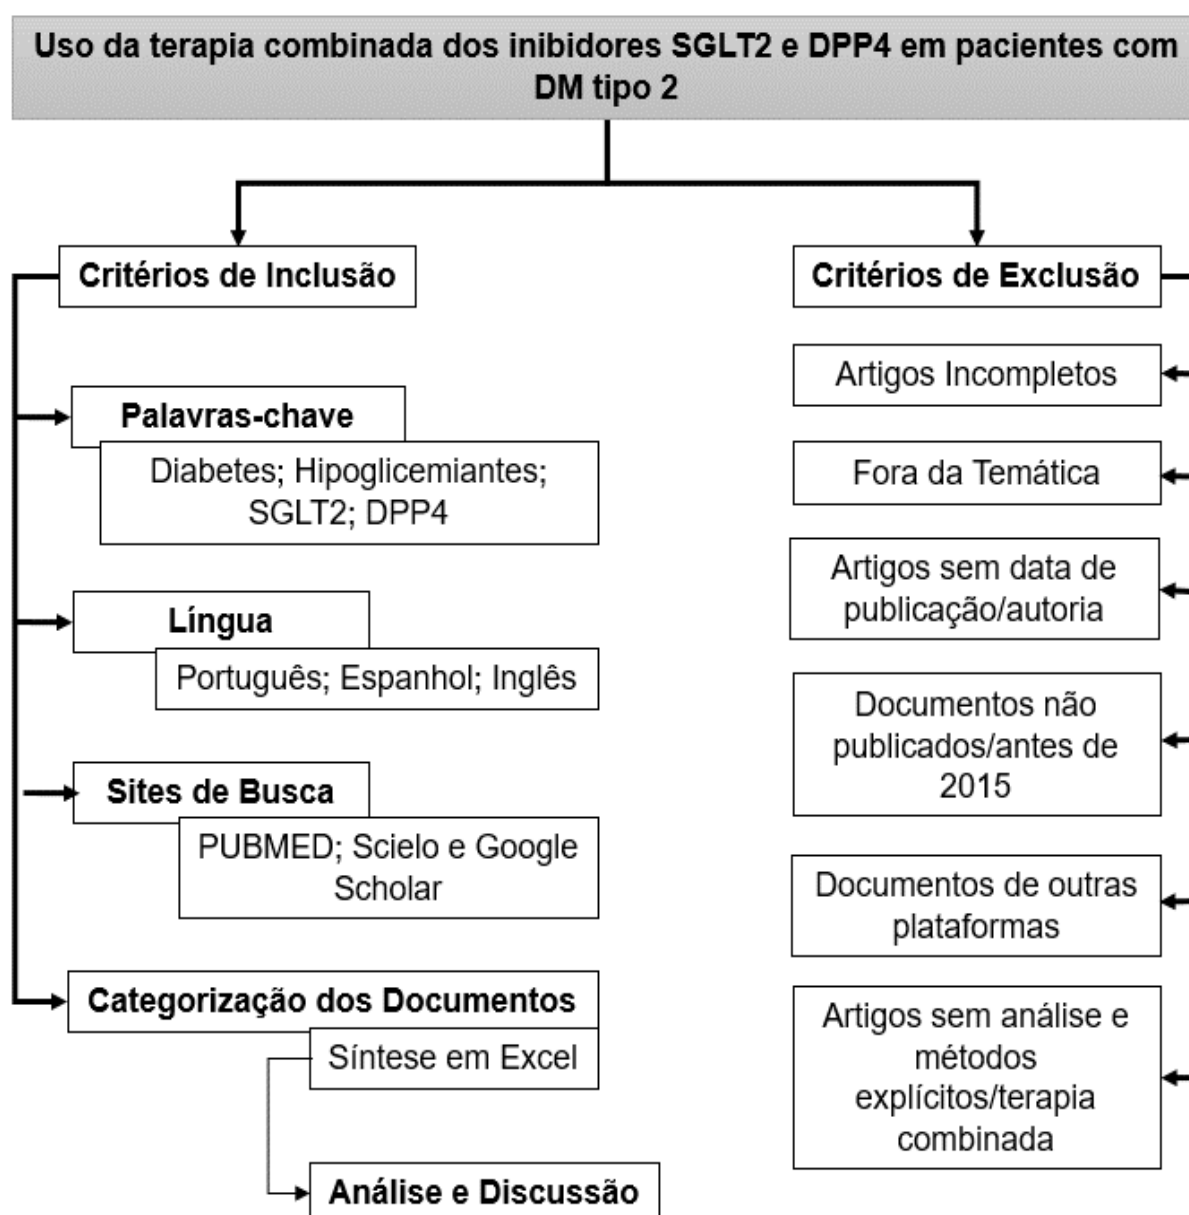 Uso da terapia combinada dos inibidores SGLT2 e DPP4 em pacientes com
DM tipo 2
Critérios de Inclusão
Palavras-chave
Diabetes; Hipoglicemiantes;
SGLT2; DPP4
Língua
Português; Espanhol; Inglês
Sites de Busca
PUBMED; Scielo e Google
Scholar
Categorização dos Documentos
Síntese em Excel
Análise e Discussão
Critérios de Exclusão
Artigos Incompletos
Fora da Temática
Artigos sem data de
publicação/autoria
Documentos não
publicados/antes de
2015
Documentos de outras
plataformas
Artigos sem análise e
métodos
explícitos/terapia
combinada